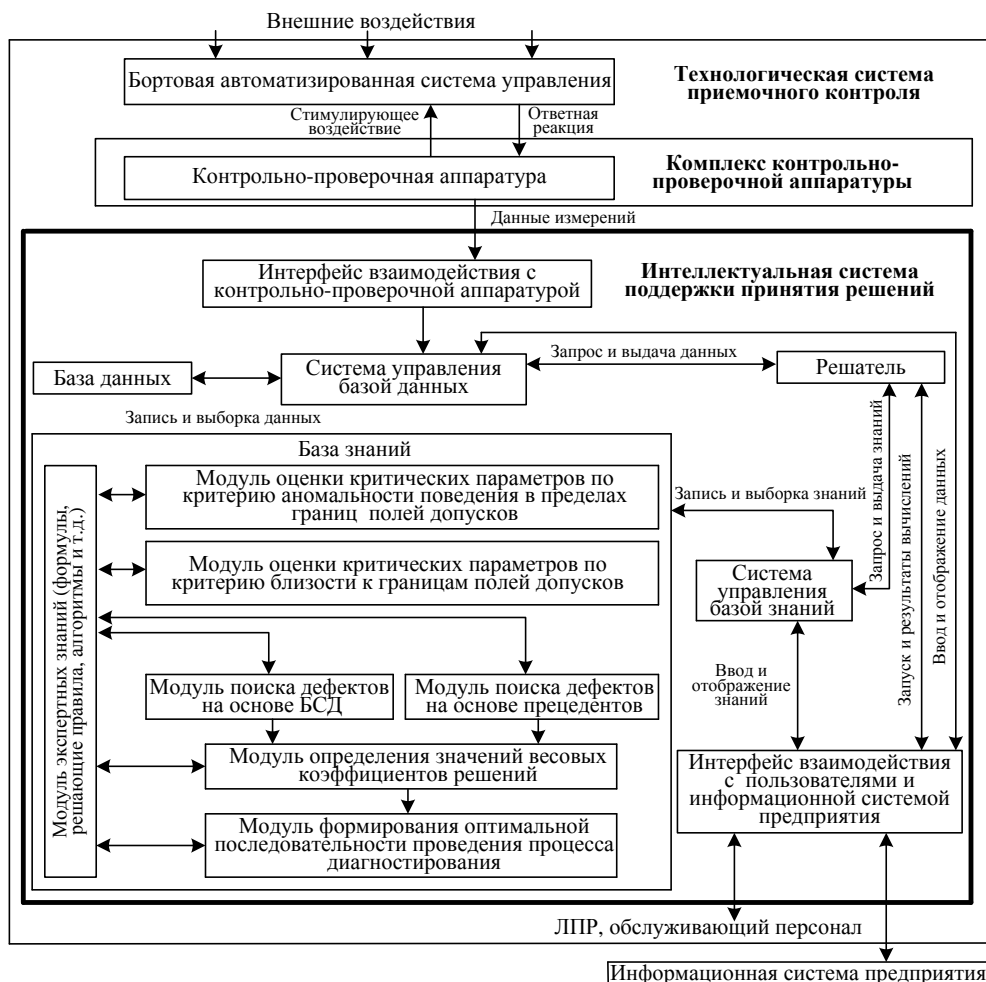 Внешние воздействия
Бортовая автоматизированная система управления
Технологическая система
приемочного контроля
Стимулирующее
воздействие
Ответная
реакция
Контрольно-проверочная аппаратура
Комплекс контрольно-
проверочной аппаратуры
Данные измерений
Интерфейс взаимодействия с
контрольно-проверочной аппаратурой
Интеллектуальная система
поддержки принятия решений
База данных
Система управления
базой данных
Запрос и выдача данных
Решатель
Запись и выборка данных
База знаний
Модуль экспертных знаний (формулы,
решающие правила, алгоритмы и т.д.)
Модуль оценки критических параметров по
критерию аномальности поведения в пределах
границ полей допусков
Модуль оценки критических параметров по
критерию близости к границам полей допусков
Модуль поиска дефектов
на основе БСД
Модуль поиска дефектов
на основе прецедентов
Модуль определения значений весовых
коэффициентов решений
Модуль формирования оптимальной
последовательности проведения процесса
диагностирования
Запись и выборка знаний
Система
управления
базой знаний
Запрос и выдача знаний
Запуск и результаты вычислений
Ввод и отображение данных
Ввод и
отображение
знаний
Интерфейс взаимодействия
с пользователями и
информационной системой
предприятия
ЛПР, обслуживающий персонал
Информационная система предприятия